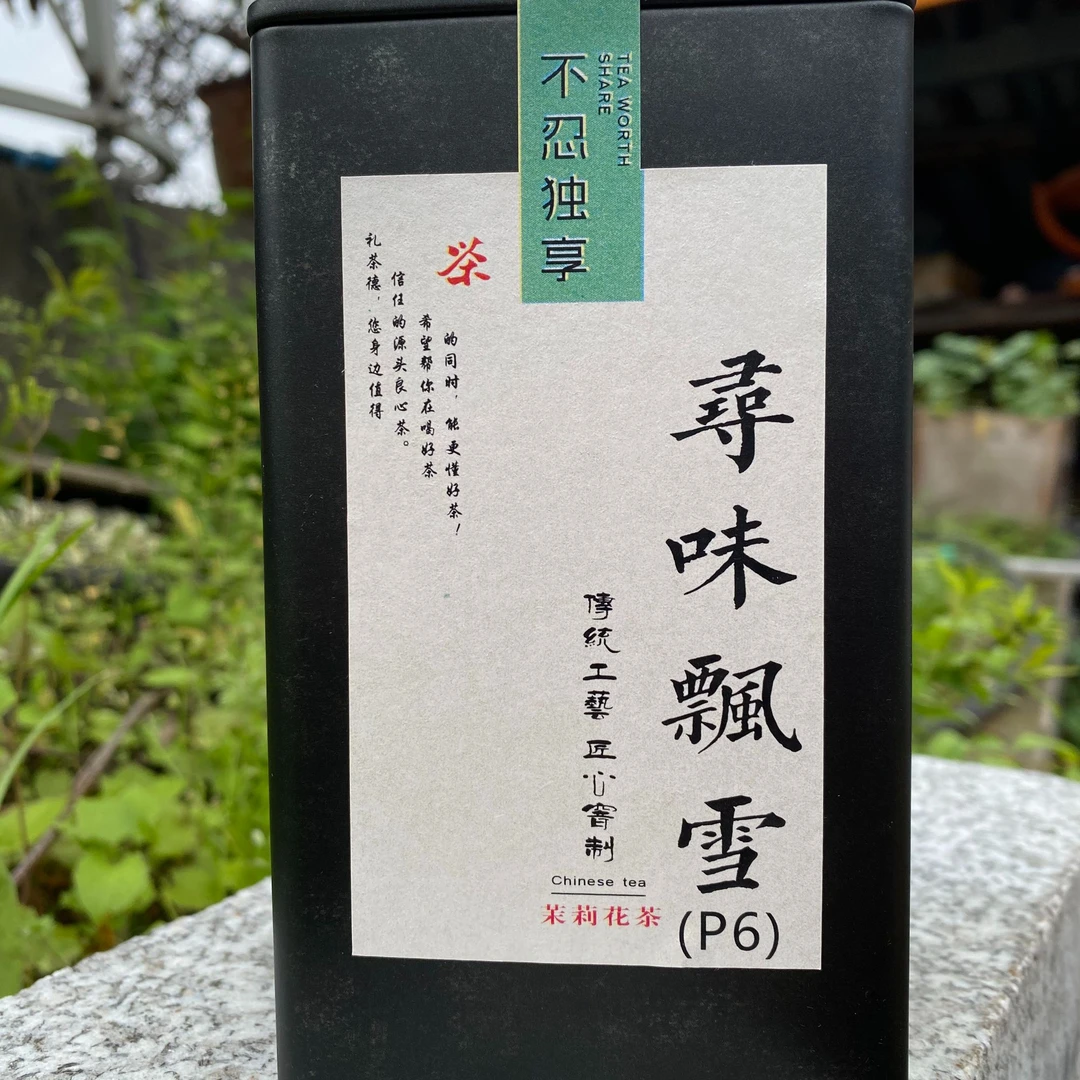 不忍独享
TEA WORTH
SHARE
茶
礼茶德，您身边值得
信任的源头良心茶。
希望帮你在喝好茶
的同时，能更懂好茶！
尋味飄雪
(P6)
傳統工藝 匠心窨制
Chinese tea
茉莉花茶